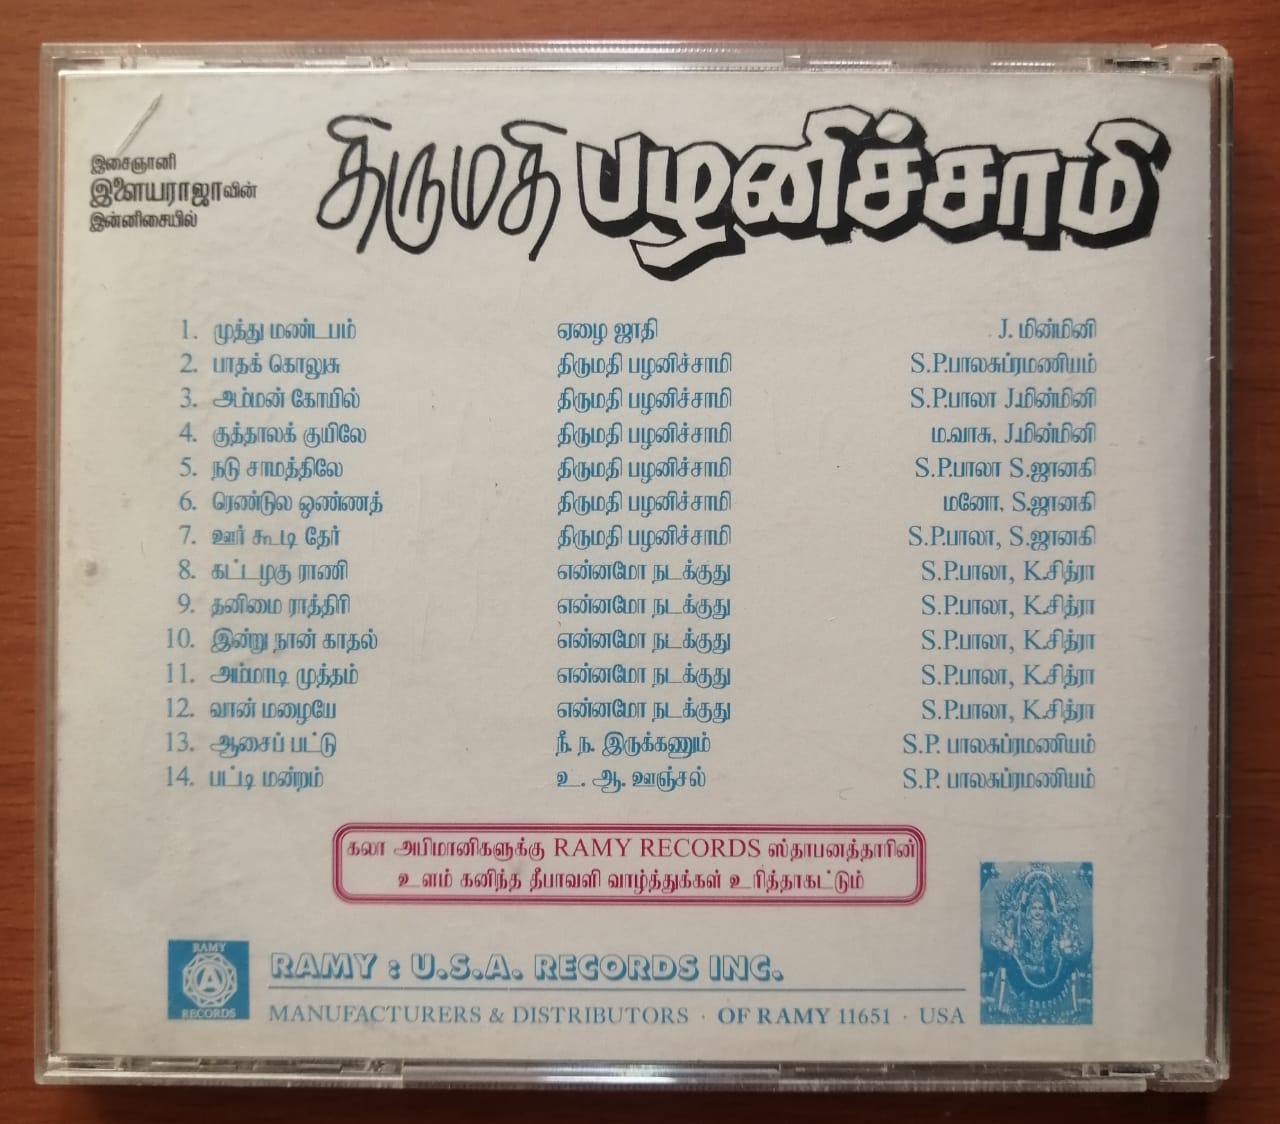 இசைஞானி
இளையராஜாவின்
இன்னிசையில்
திருமதி பழனிச்சாமி
1. முத்து மண்டபம் ஏழை ஜாதி J. மின்மினி
2. பாதக் கொலுசு திருமதி பழனிச்சாமி S.P.பாலசுப்ரமணியம்
3. அம்மன் கோயில் திருமதி பழனிச்சாமி S.P.பாலா J.மின்மினி
4. குத்தாலக் குயிலே திருமதி பழனிச்சாமி ம.வாசு, J.மின்மினி
5. நடு சாமத்திலே திருமதி பழனிச்சாமி S.P.பாலா S.ஜானகி
6. ரெண்டுல ஒண்ணத் திருமதி பழனிச்சாமி மனோ, S.ஜானகி
7. ஊர் கூடி தேர் திருமதி பழனிச்சாமி S.P.பாலா, S.ஜானகி
8. கட்டழகு ராணி என்னமோ நடக்குது S.P.பாலா, K.சித்ரா
9. தனிமை ராத்திரி என்னமோ நடக்குது S.P.பாலா, K.சித்ரா
10. இன்று நான் காதல் என்னமோ நடக்குது S.P.பாலா, K.சித்ரா
11. அம்மாடி முத்தம் என்னமோ நடக்குது S.P.பாலா, K.சித்ரா
12. வான் மழையே என்னமோ நடக்குது S.P.பாலா, K.சித்ரா
13. ஆசைப் பட்டு நீ. ந. இருக்கணும் S.P. பாலசுப்ரமணியம்
14. பட்டி மன்றம் உ. ஆ. ஊஞ்சல் S.P. பாலசுப்ரமணியம்
கலா அபிமானிகளுக்கு RAMY RECORDS ஸ்தாபனத்தாரின்
உளம் கனிந்த தீபாவளி வாழ்த்துக்கள் உரித்தாகட்டும்
RAMY
A
RECORDS
RAMY : U.S.A. RECORDS INC.
MANUFACTURERS & DISTRIBUTORS · OF RAMY 11651 · USA